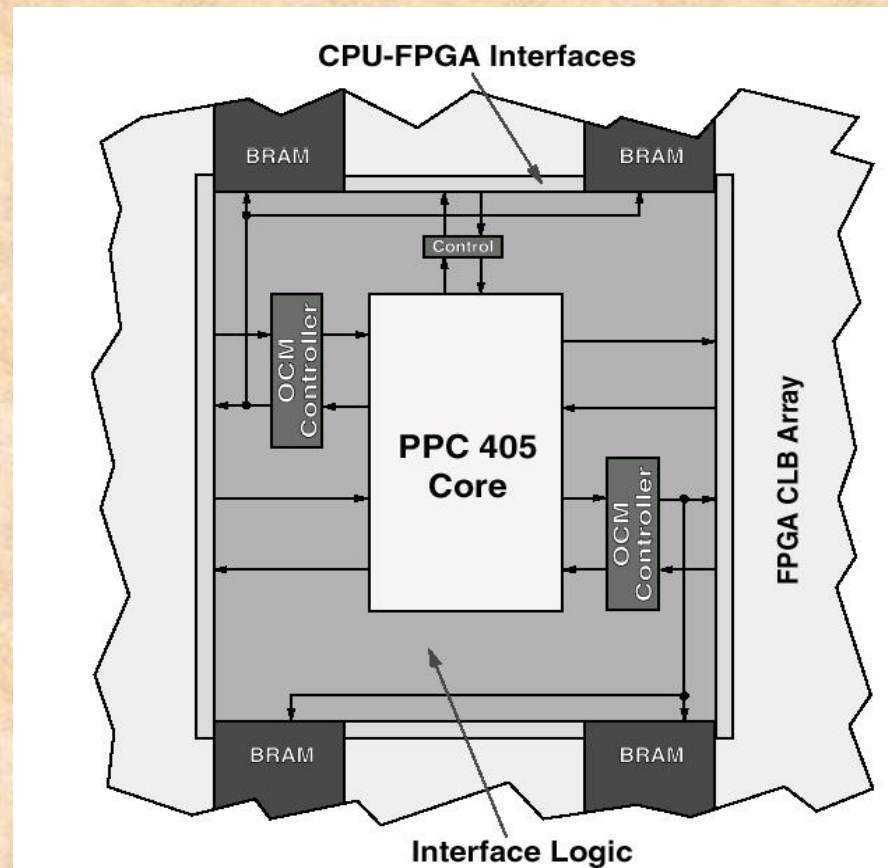 CPU-FPGA Interfaces
BRAM
BRAM
Control
OCM
Controller
PPC 405
Core
OCM
Controller
FPGA CLB Array
BRAM
BRAM
Interface Logic